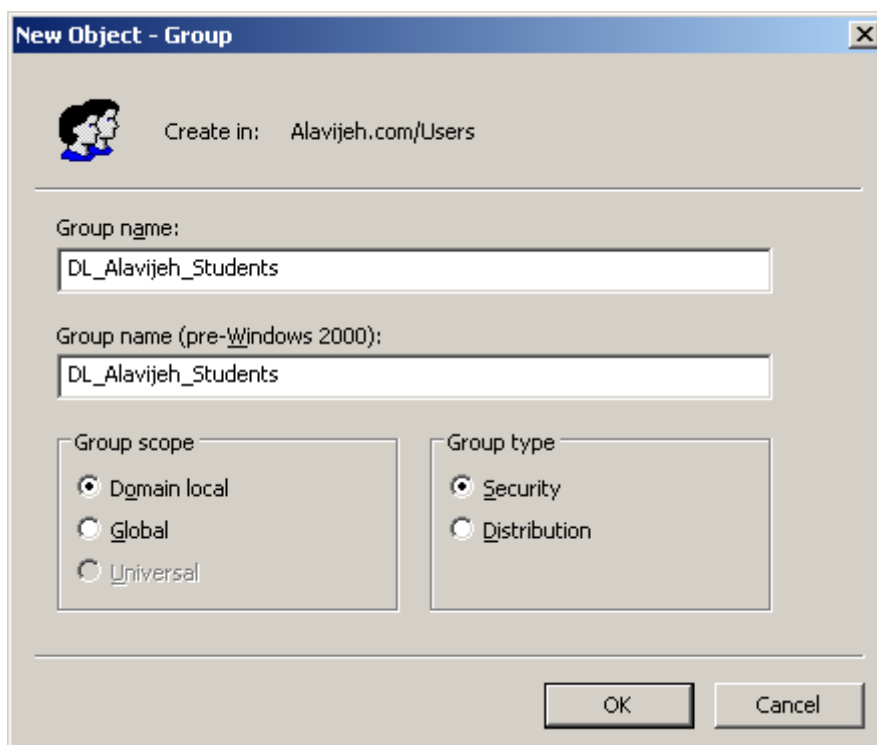 New Object - Group
Create in: Alavijeh.com/Users
Group name:
DL_Alavijeh_Students
Group name (pre-Windows 2000):
DL_Alavijeh_Students
Group scope
Domain local
Global
Universal
Group type
Security
Distribution
OK
Cancel